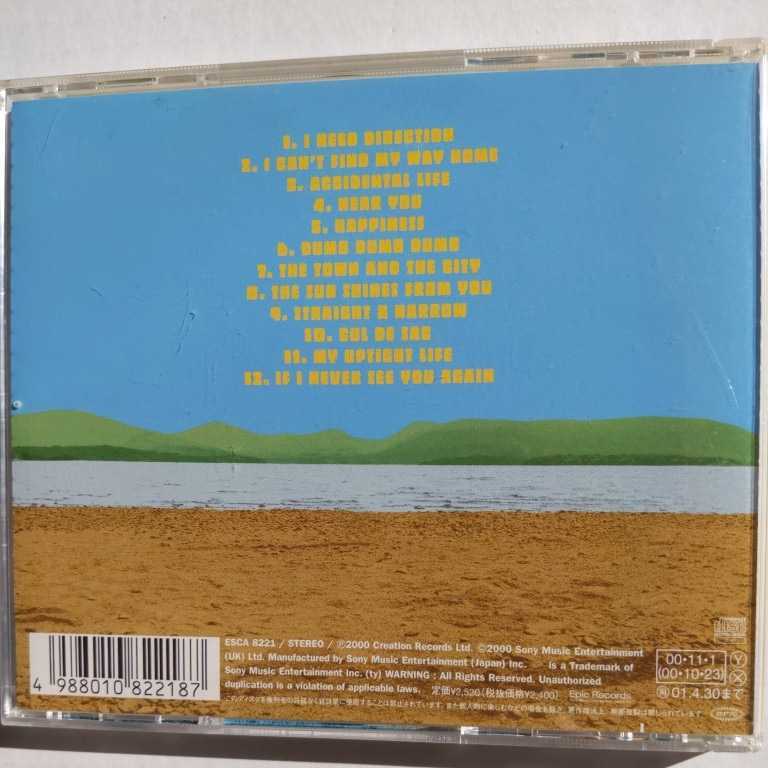 1. I NEED DIRECTION
2. I CAN'T FIND MY WAY HOME
3. ACCIDENTAL LIFE
4. NEAR YOU
5. HAPPINESS
6. DUMB DUMB DUMB
7. THE TOWN AND THE CITY
8. THE SUN SHINES FROM YOU
9. STRAIGHT & NARROW
10. CUL DE SAC
11. MY UPTIGHT LIFE
12. IF I NEVER SEE YOU AGAIN
4 988010 822187
ESCA 8221 / STEREO / ℗2000 Creation Records Ltd. ©2000 Sony Music Entertainment
(UK) Ltd. Manufactured by Sony Music Entertainment (Japan) Inc. is a Trademark of
Sony Music Entertainment Inc. (ty) WARNING : All Rights Reserved. Unauthorized
duplication is a violation of applicable laws. 定価¥2,520(税抜価格¥2,400) Epic Records
00•11•1 Y
(00•10•23) X
01.4.30まで